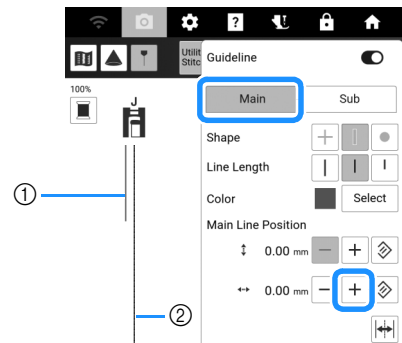 ?
Utilit
Stitc
Guideline
100%
J
Main
Sub
Shape
Line Length
Color
Select
Main Line Position
0.00 mm
− +
0.00 mm
− +
①
②